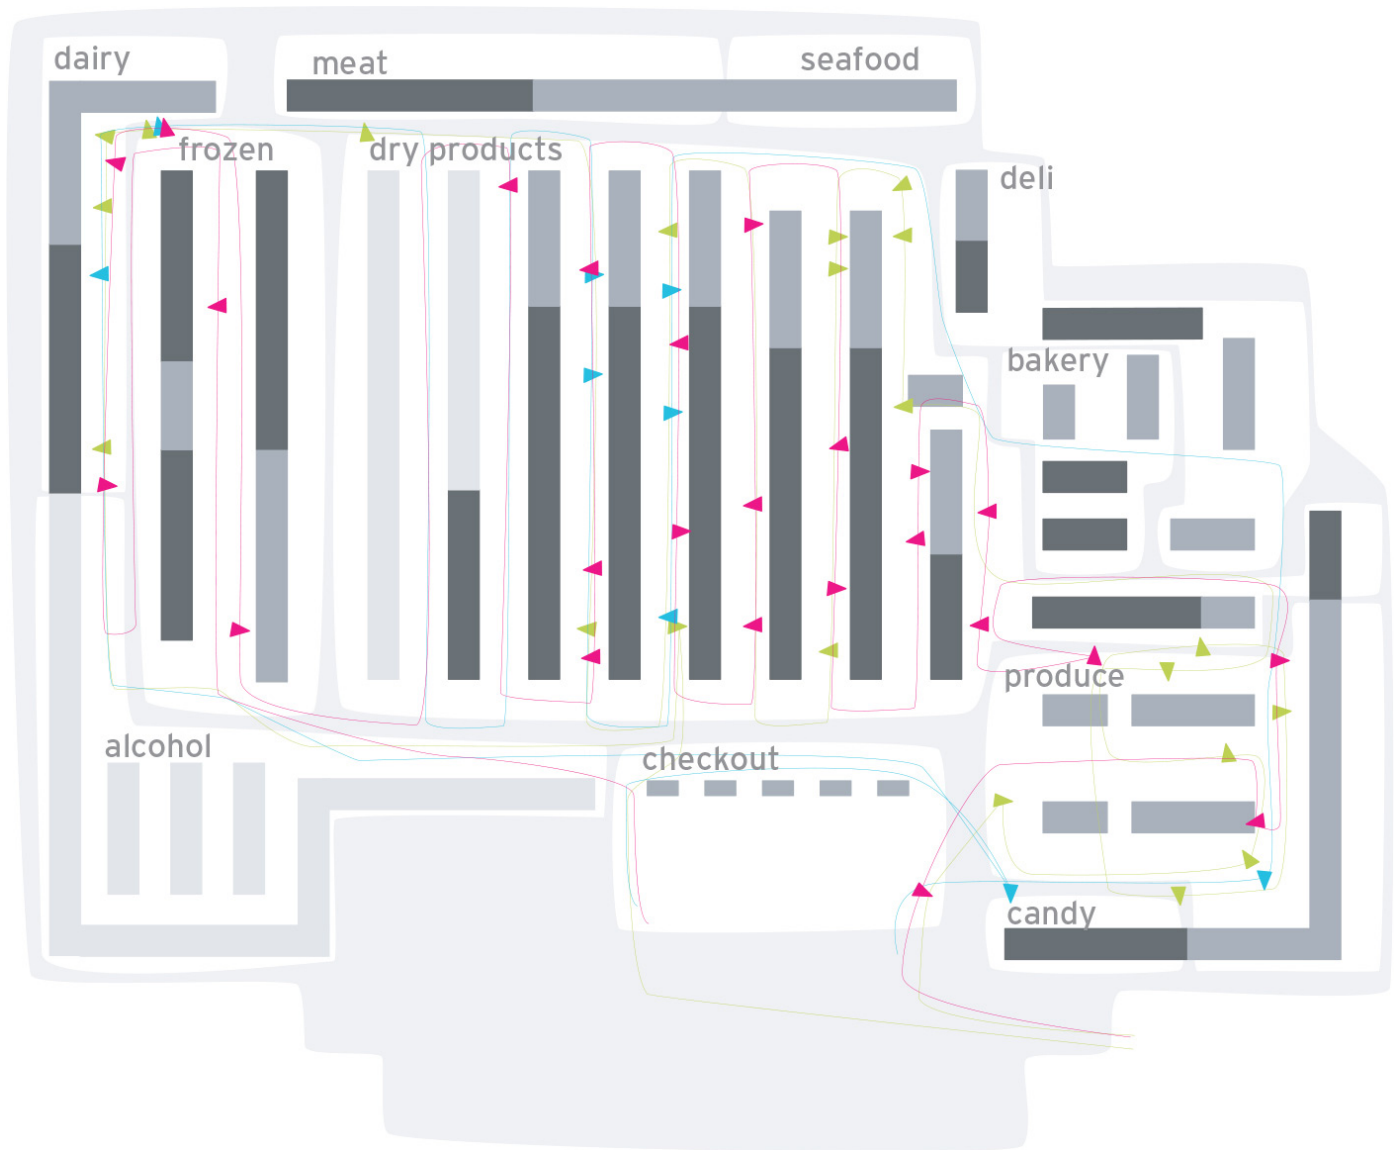 dairy
meat
seafood
frozen
dry products
deli
bakery
produce
alcohol
checkout
candy